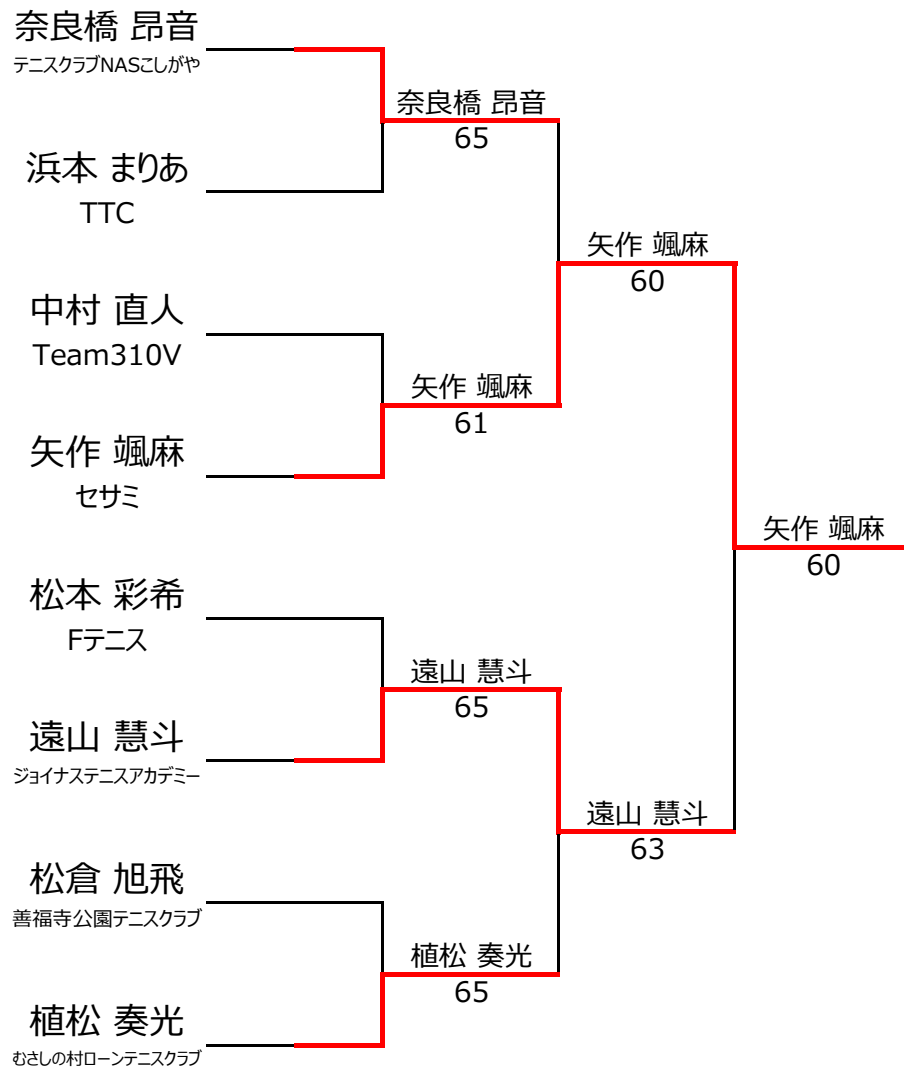 奈良橋 昂音
テニスクラブNASこしがや
奈良橋 昂音
65
浜本 まりあ
TTC
矢作 颯麻
60
中村 直人
Team310V
矢作 颯麻
61
矢作 颯麻
セサミ
矢作 颯麻
60
松本 彩希
Fテニス
遠山 慧斗
65
遠山 慧斗
ジョイナステニスアカデミー
遠山 慧斗
63
松倉 旭飛
善福寺公園テニスクラブ
植松 奏光
65
植松 奏光
むさしの村ローンテニスクラブ